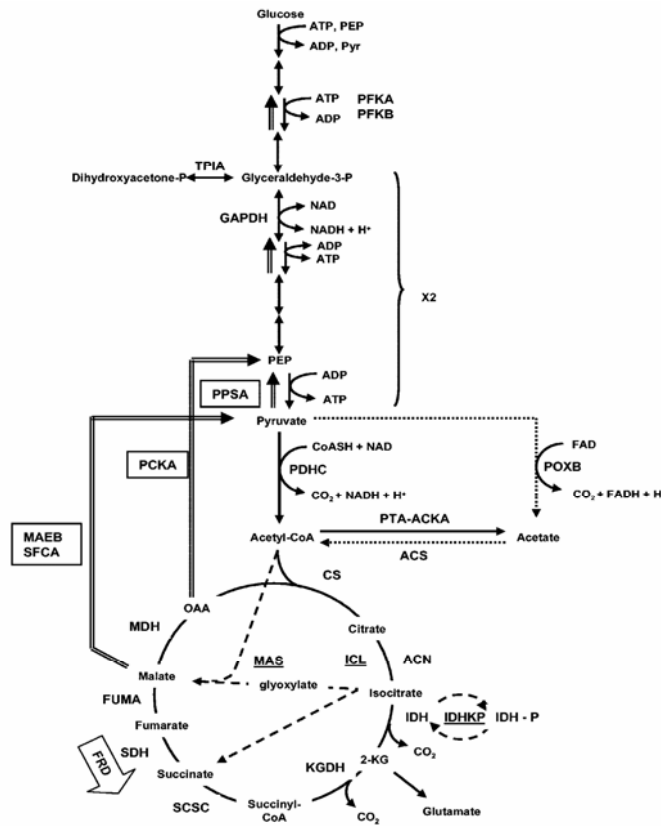 Glucose
ATP, PEP
ADP, Pyr
ATP PFKA
ADP PFKB
TPIA
Dihydroxyacetone-P Glyceraldehyde-3-P
NAD
GAPDH
NADH + H+
ADP
ATP
X2
PEP
ADP
PPSA
ATP
Pyruvate
CoASH + NAD FAD
PCKA PDHC POXB
CO2 + NADH + H+ CO2 + FADH + H
PTA-ACKA
MAEB
SFCA
Acetyl-CoA Acetate
ACS
CS
OAA
MDH Citrate
MAS ICL ACN
Malate glyoxylate Isocitrate
FUMA IDH IDHKP IDH - P
Fumarate
SDH CO2
FRD
KGDH 2-KG
Succinate
SCSC Succinyl-
CoA
CO2 Glutamate